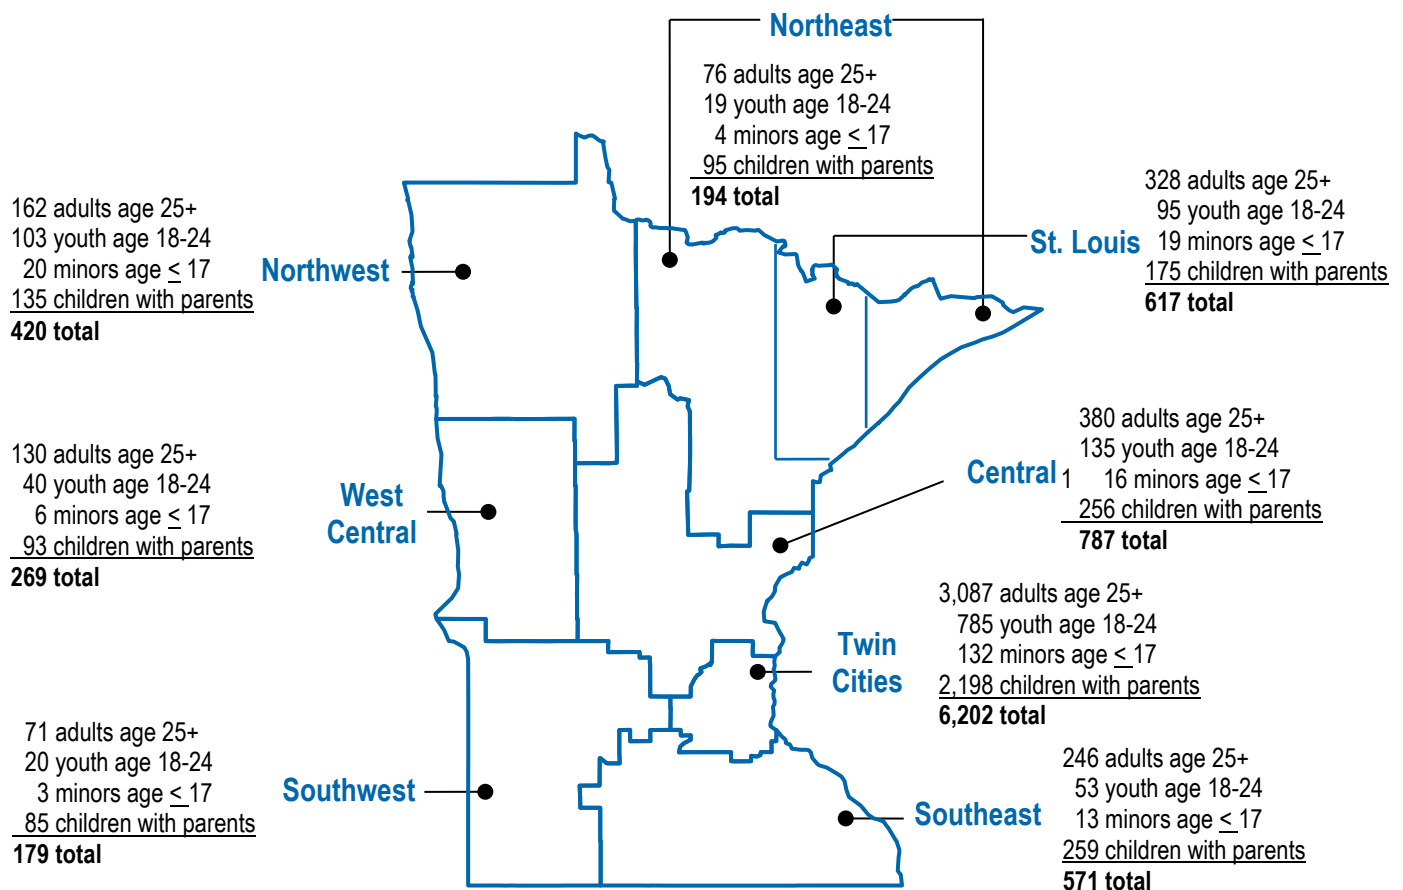 Northeast
76 adults age 25+
19 youth age 18-24
4 minors age < 17
95 children with parents
194 total
162 adults age 25+
103 youth age 18-24
20 minors age < 17
135 children with parents
420 total
Northwest
St. Louis
328 adults age 25+
95 youth age 18-24
19 minors age < 17
175 children with parents
617 total
130 adults age 25+
40 youth age 18-24
6 minors age < 17
93 children with parents
269 total
West
Central
Central
380 adults age 25+
135 youth age 18-24
1 16 minors age < 17
256 children with parents
787 total
Twin
Cities
3,087 adults age 25+
785 youth age 18-24
132 minors age < 17
2,198 children with parents
6,202 total
71 adults age 25+
20 youth age 18-24
3 minors age < 17
85 children with parents
179 total
Southwest
Southeast
246 adults age 25+
53 youth age 18-24
13 minors age < 17
259 children with parents
571 total